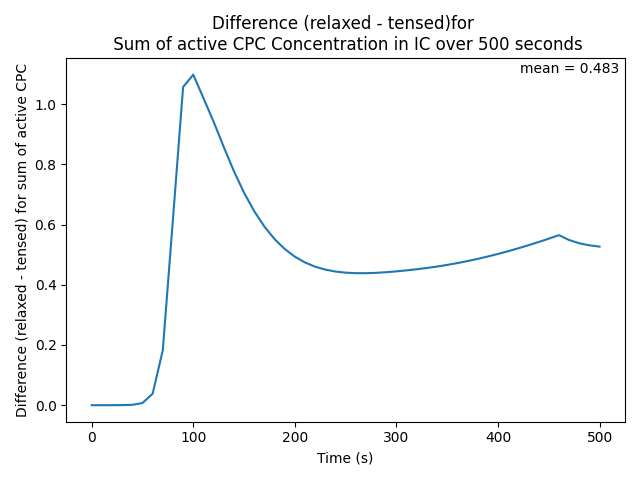 Difference (relaxed - tensed)for
Sum of active CPC Concentration in IC over 500 seconds
mean = 0.483
Difference (relaxed - tensed) for sum of active CPC
1.0
0.8
0.6
0.4
0.2
0.0
0 100 200 300 400 500
Time (s)